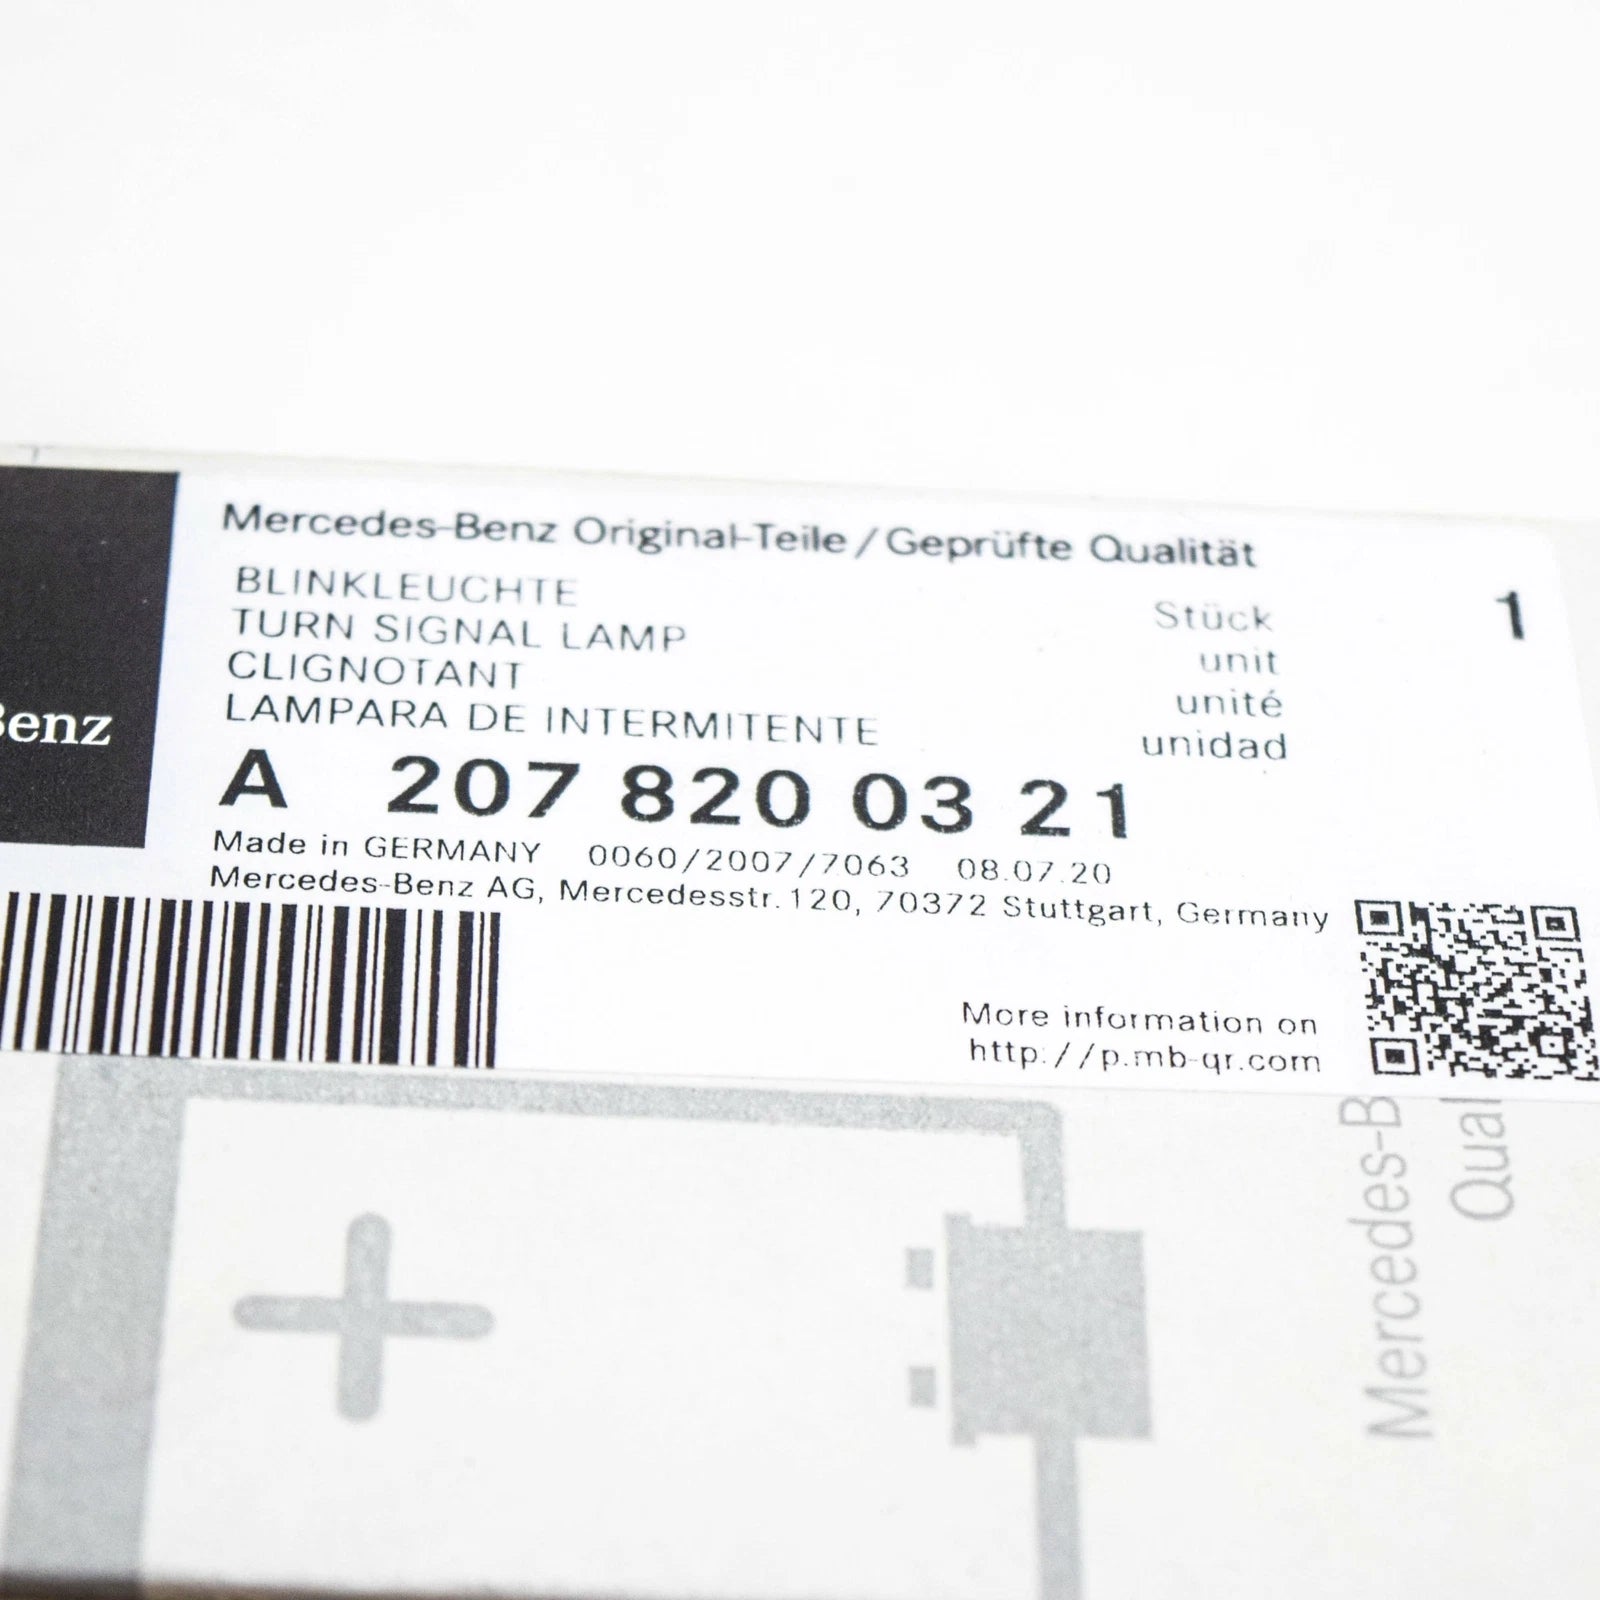 Mercedes-Benz Original-Teile/Geprüfte Qualität
BLINKLEUCHTE
TURN SIGNAL LAMP
CLIGNOTANT
LAMPARA DE INTERMITENTE
Stück 1
unit
unité
unidad
Benz
A 207 820 03 21
Made in GERMANY 0060/2007/7063 08.07.20
Mercedes-Benz AG, Mercedesstr. 120, 70372 Stuttgart, Germany
More information on
http://p.mb-qr.com
Mercedes-B
Qual